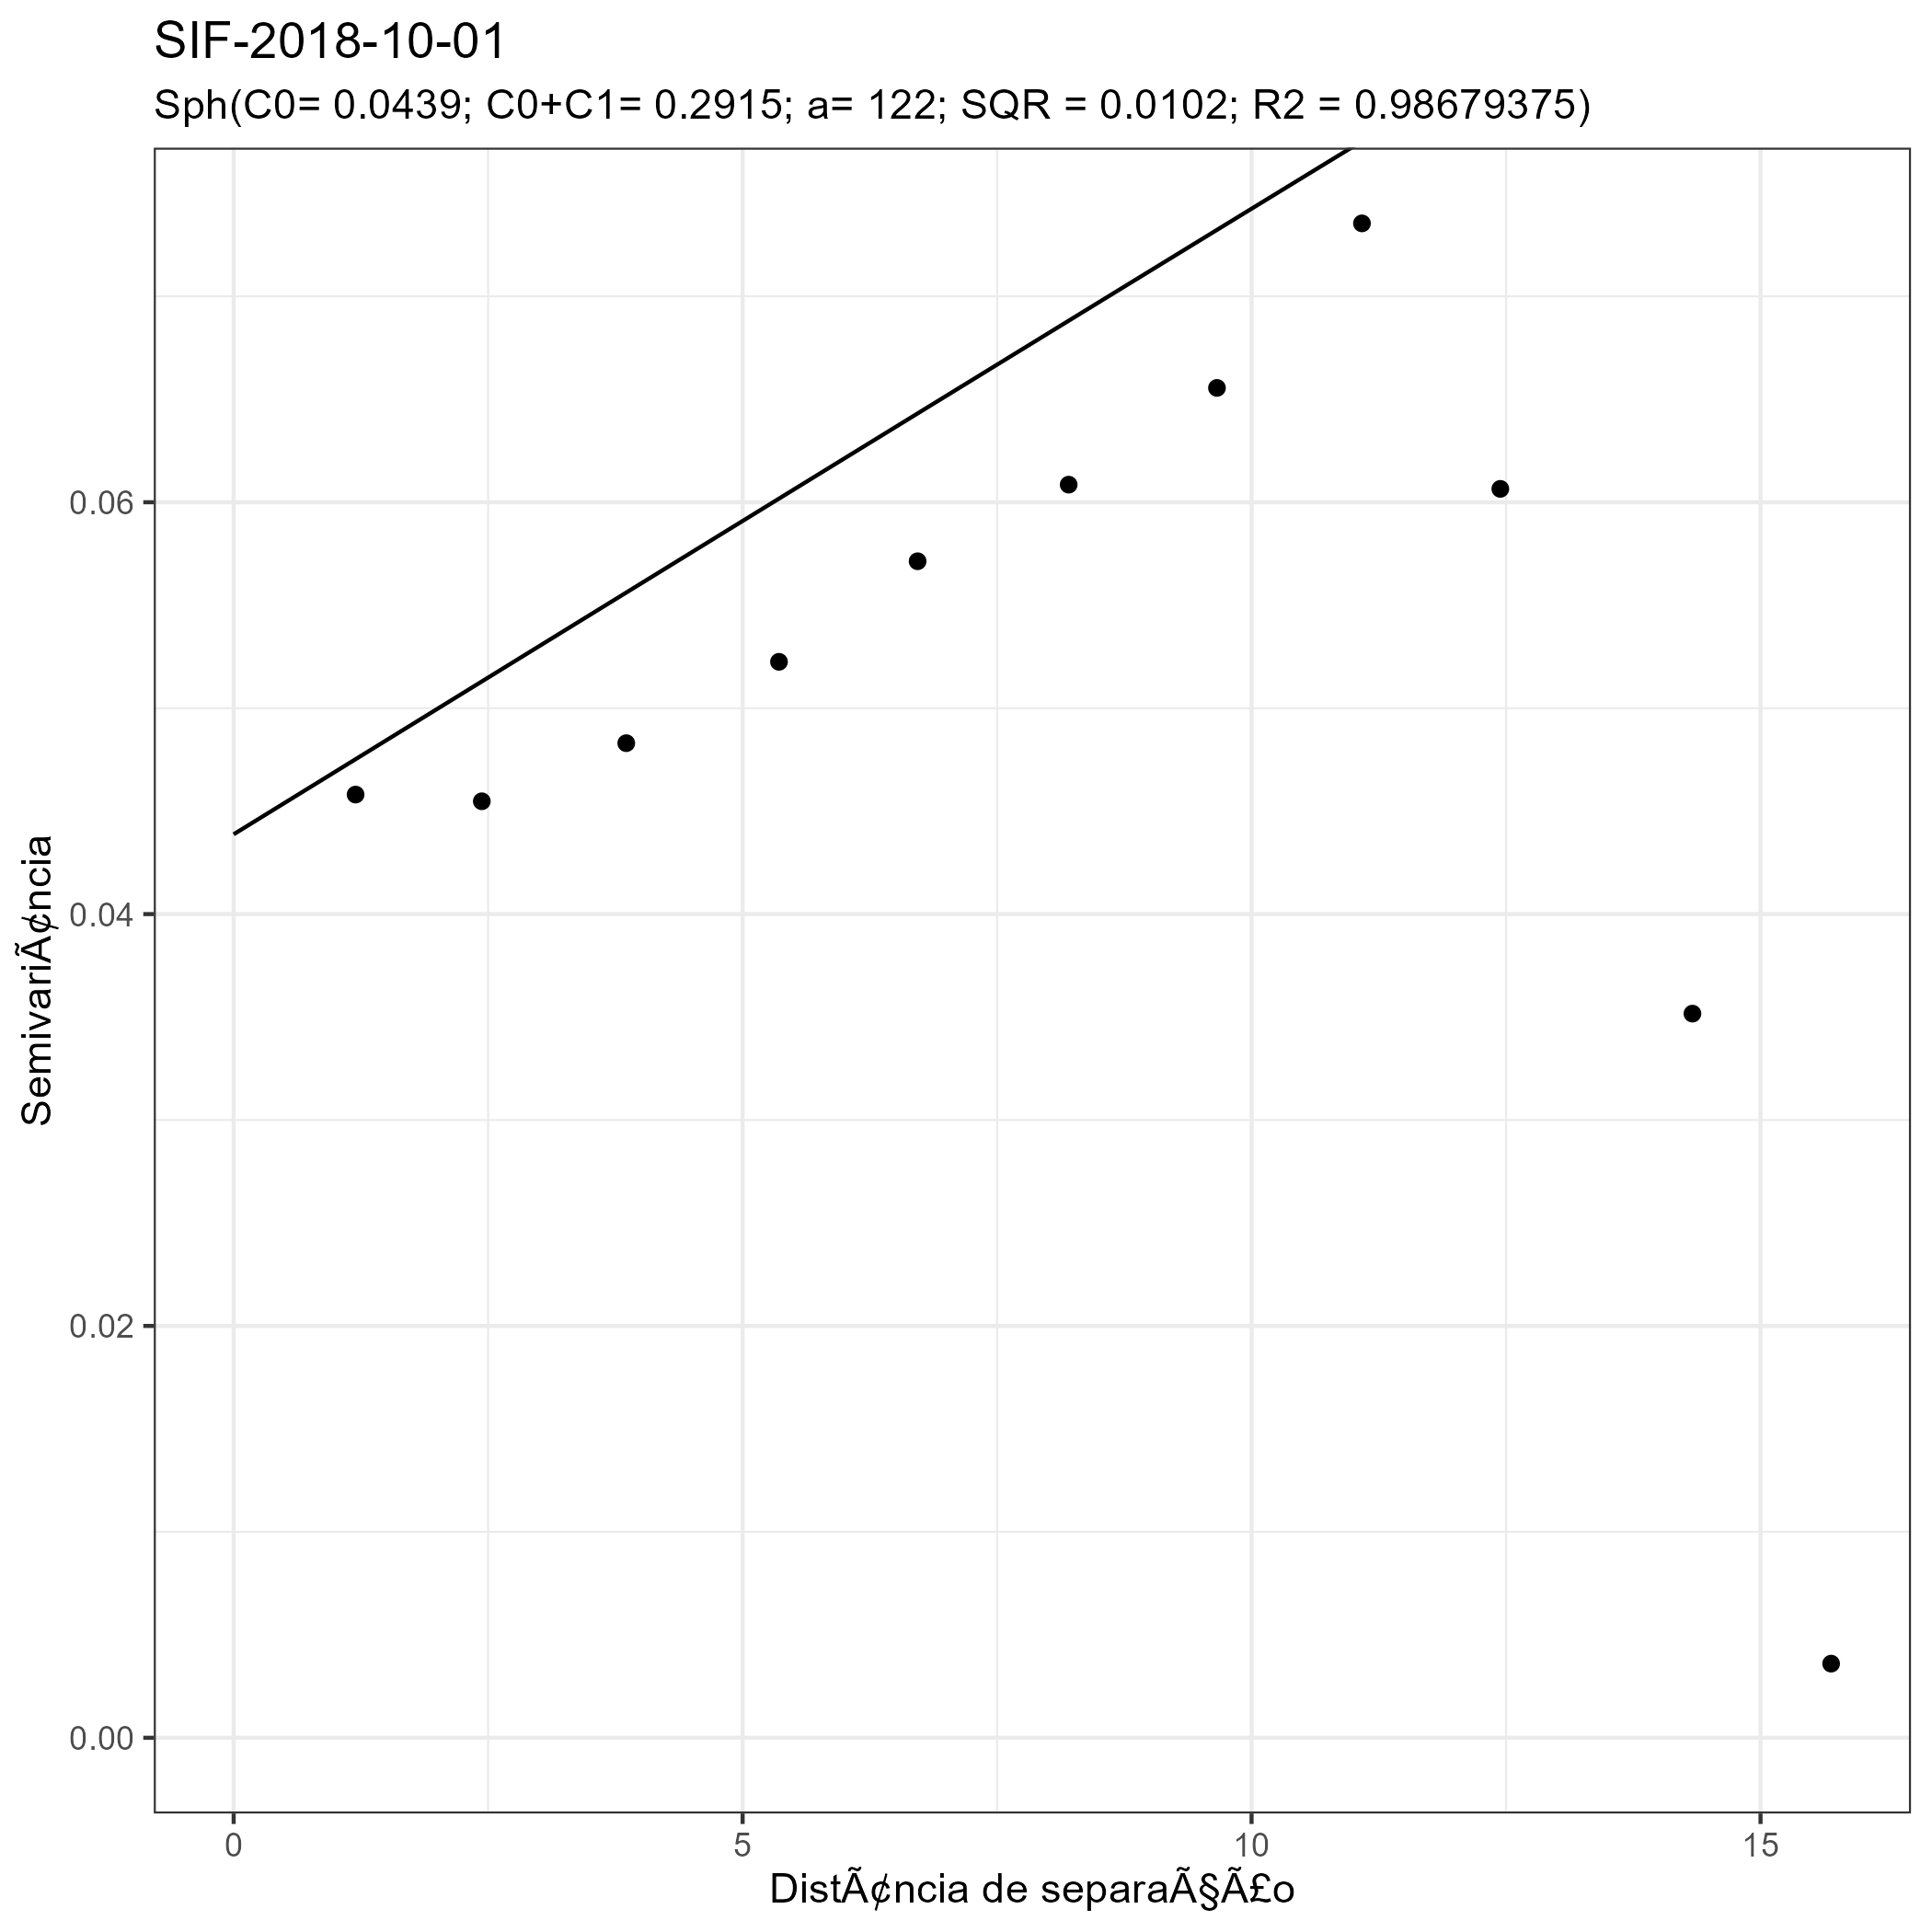 SIF-2018-10-01
Sph(C0= 0.0439; C0+C1= 0.2915; a= 122; SQR = 0.0102; R2 = 0.98679375)
SemivariÃ¢ncia
0.06
0.04
0.02
0.00
0 5 10 15
DistÃ¢ncia de separaÃ§Ã£o